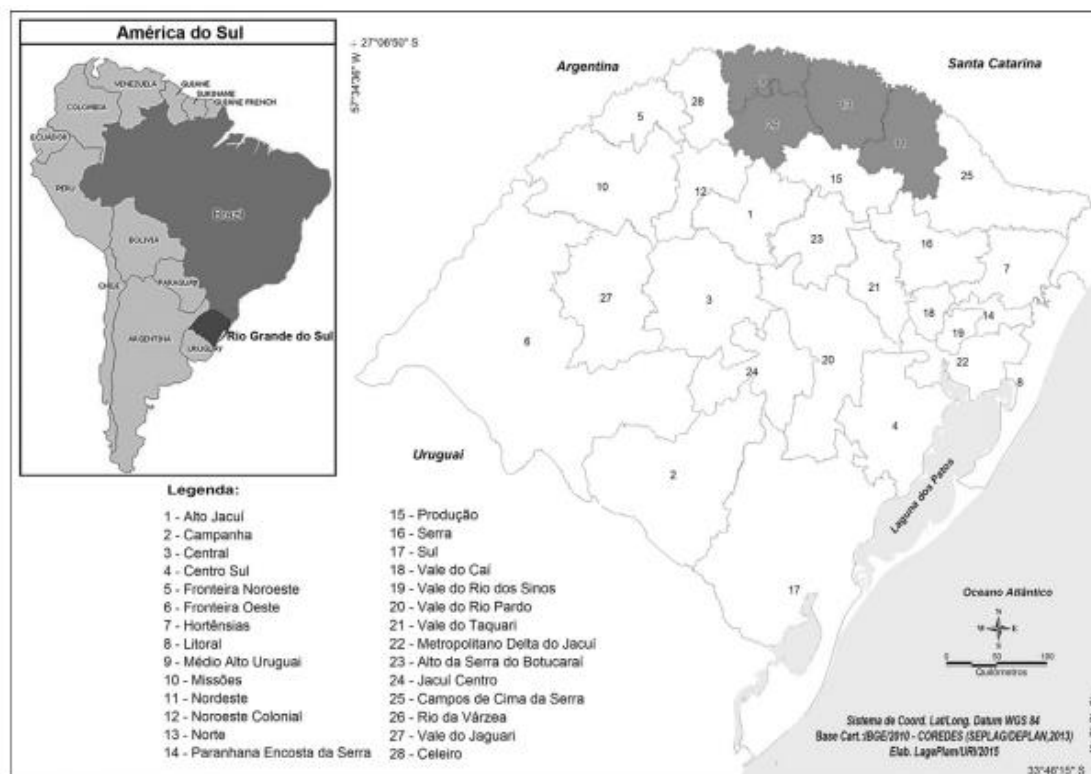 América do Sul
VENEZUELA
GUIANE
SURINAME
GUIANE FRENCH
COLOMBIA
ECUADOR
PERU
Brazil
BOLIVIA
PARAGUAY
CHILE
ARGENTINA
URUGUAY
Rio Grande do Sul
27°06'50" S
57°34'36" W
Argentina
Santa Catarina
Uruguai
Laguna dos Patos
Oceano Atlântico
5
28
9
26
13
11
25
10
12
1
15
23
16
7
27
3
21
18
14
19
22
8
6
24
20
4
2
17
Legenda:
1 - Alto Jacuí
2 - Campanha
3 - Central
4 - Centro Sul
5 - Fronteira Noroeste
6 - Fronteira Oeste
7 - Hortênsias
8 - Litoral
9 - Médio Alto Uruguai
10 - Missões
11 - Nordeste
12 - Noroeste Colonial
13 - Norte
14 - Paranhana Encosta da Serra
15 - Produção
16 - Serra
17 - Sul
18 - Vale do Caí
19 - Vale do Rio dos Sinos
20 - Vale do Rio Pardo
21 - Vale do Taquari
22 - Metropolitano Delta do Jacuí
23 - Alto da Serra do Botucaraí
24 - Jacuí Centro
25 - Campos de Cima da Serra
26 - Rio da Várzea
27 - Vale do Jaguari
28 - Celeiro
N
W E
S
0 50 100
Quilômetros
Sistema de Coord. Lat/Long. Datum WGS 84
Base Cart.:IBGE/2010 - COREDES (SEPLAG/DEPLAN,2013)
Elab. LagePlam/URI/2015
33°46'15" S